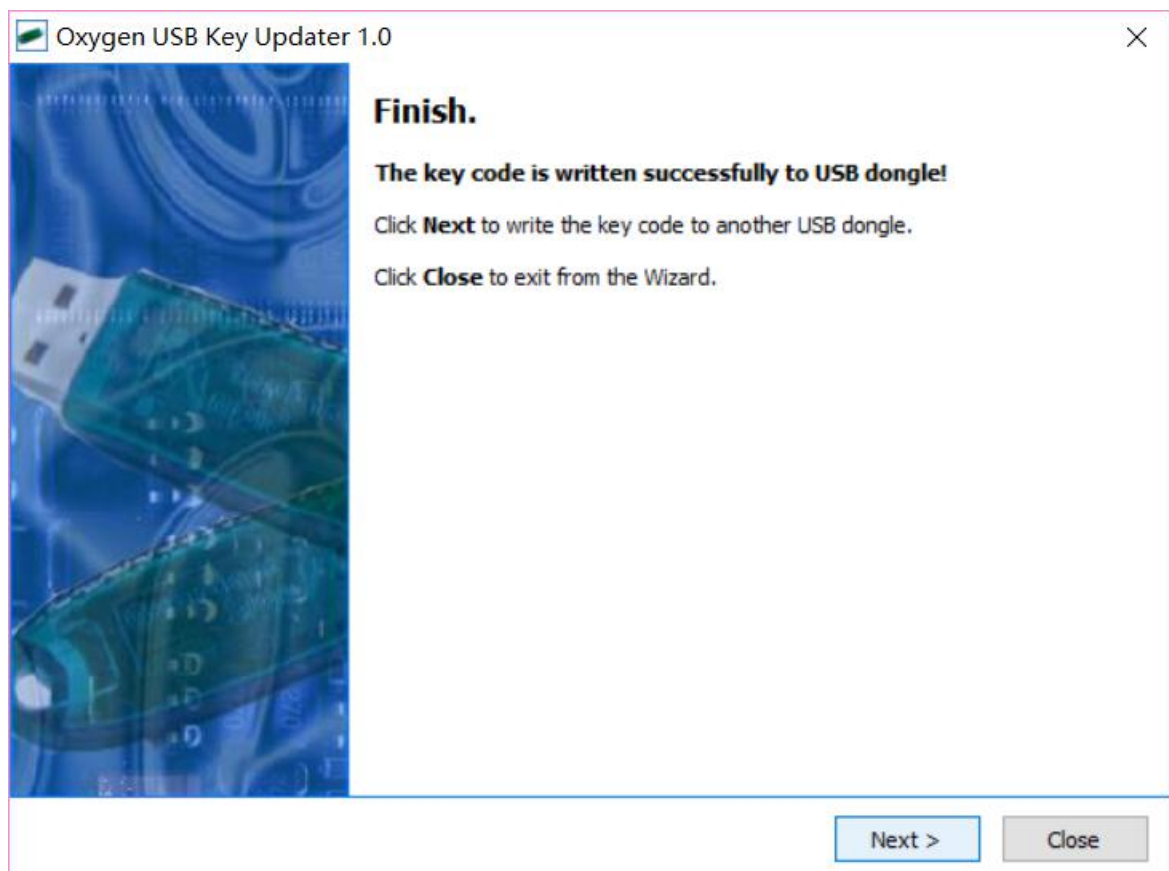 Oxygen USB Key Updater 1.0
Finish.
The key code is written successfully to USB dongle!
Click Next to write the key code to another USB dongle.
Click Close to exit from the Wizard.
Next >
Close